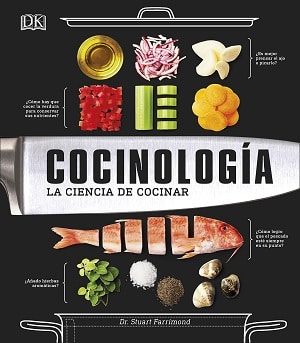 DK
¿Es mejor
prensar el ajo
o picarlo?
¿Cómo hay que
cocer la verdura
para conservar
sus nutrientes?
COCINOLOGÍA
LA CIENCIA DE COCINAR
¿Cómo logro
que el pescado
esté siempre
en su punto?
¿Añado hierbas
aromáticas?
Dr. Stuart Farrimond